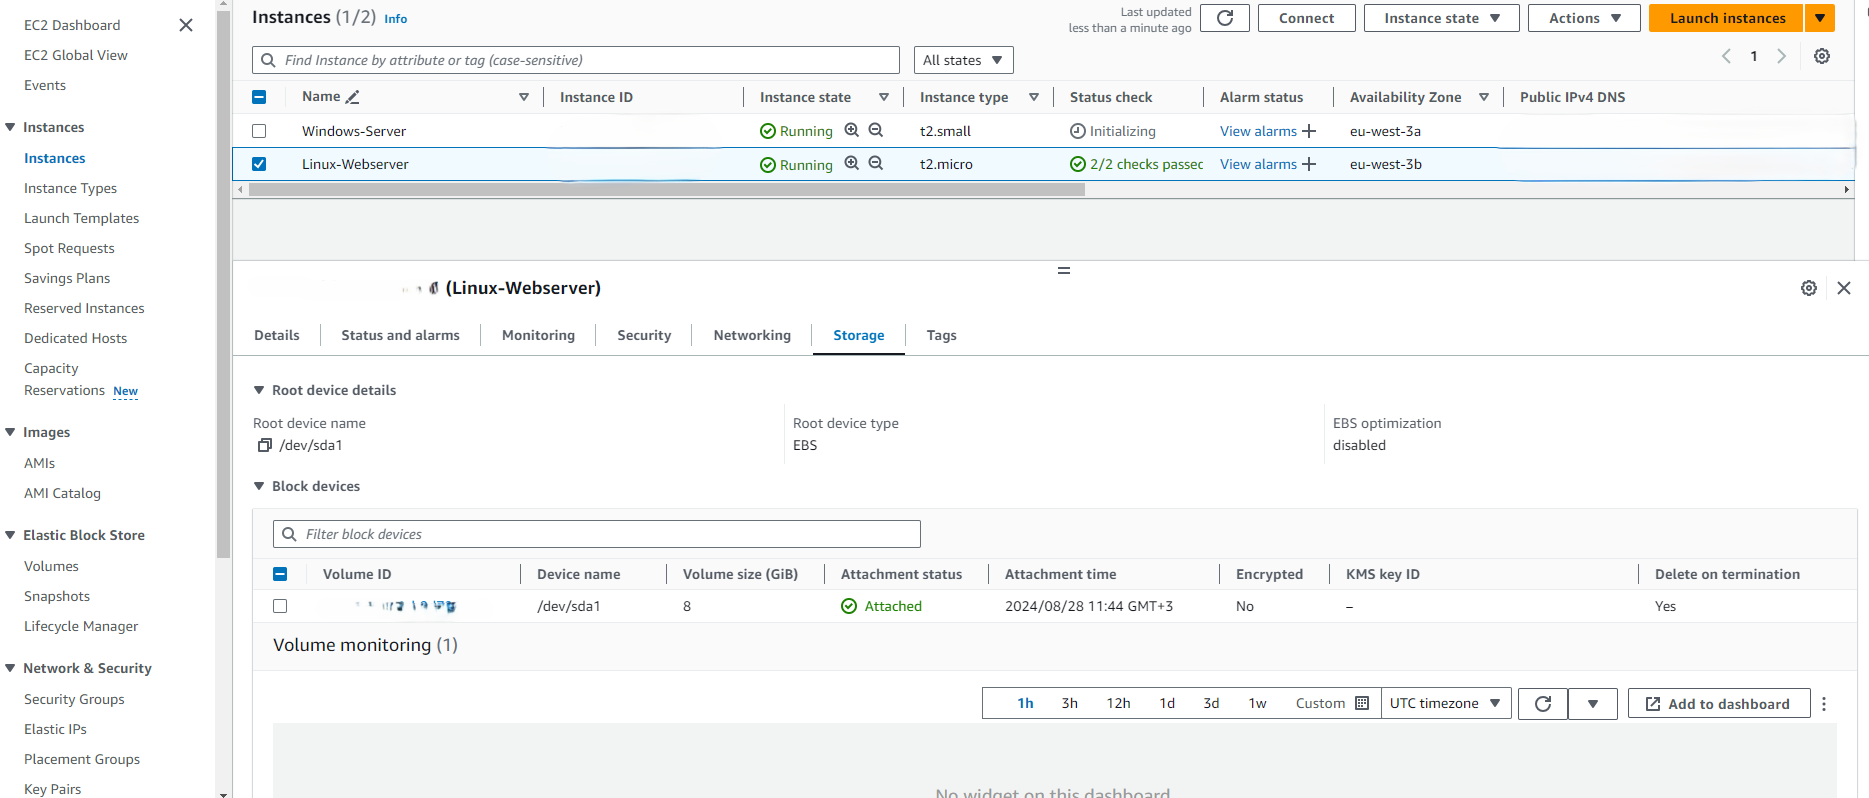 EC2 Dashboard
EC2 Global View
Events
Instances
Instances
Instance Types
Launch Templates
Spot Requests
Savings Plans
Reserved Instances
Dedicated Hosts
Capacity
Reservations New
Images
AMIs
AMI Catalog
Elastic Block Store
Volumes
Snapshots
Lifecycle Manager
Network & Security
Security Groups
Elastic IPs
Placement Groups
Key Pairs
Instances (1/2) Info
Last updated
less than a minute ago
Connect
Instance state
Actions
Launch instances
Find Instance by attribute or tag (case-sensitive)
All states
1
Name Instance ID Instance state Instance type Status check Alarm status Availability Zone Public IPv4 DNS
Windows-Server Running t2.small Initializing View alarms + eu-west-3a
Linux-Webserver Running t2.micro 2/2 checks passec View alarms + eu-west-3b
(Linux-Webserver)
Details Status and alarms Monitoring Security Networking Storage Tags
Root device details
Root device name Root device type EBS optimization
/dev/sda1 EBS disabled
Block devices
Filter block devices
Volume ID Device name Volume size (GiB) Attachment status Attachment time Encrypted KMS key ID Delete on termination
/dev/sda1 8 Attached 2024/08/28 11:44 GMT+3 No – Yes
Volume monitoring (1)
1h 3h 12h 1d 3d 1w Custom UTC timezone Add to dashboard
No widget on this dashboard